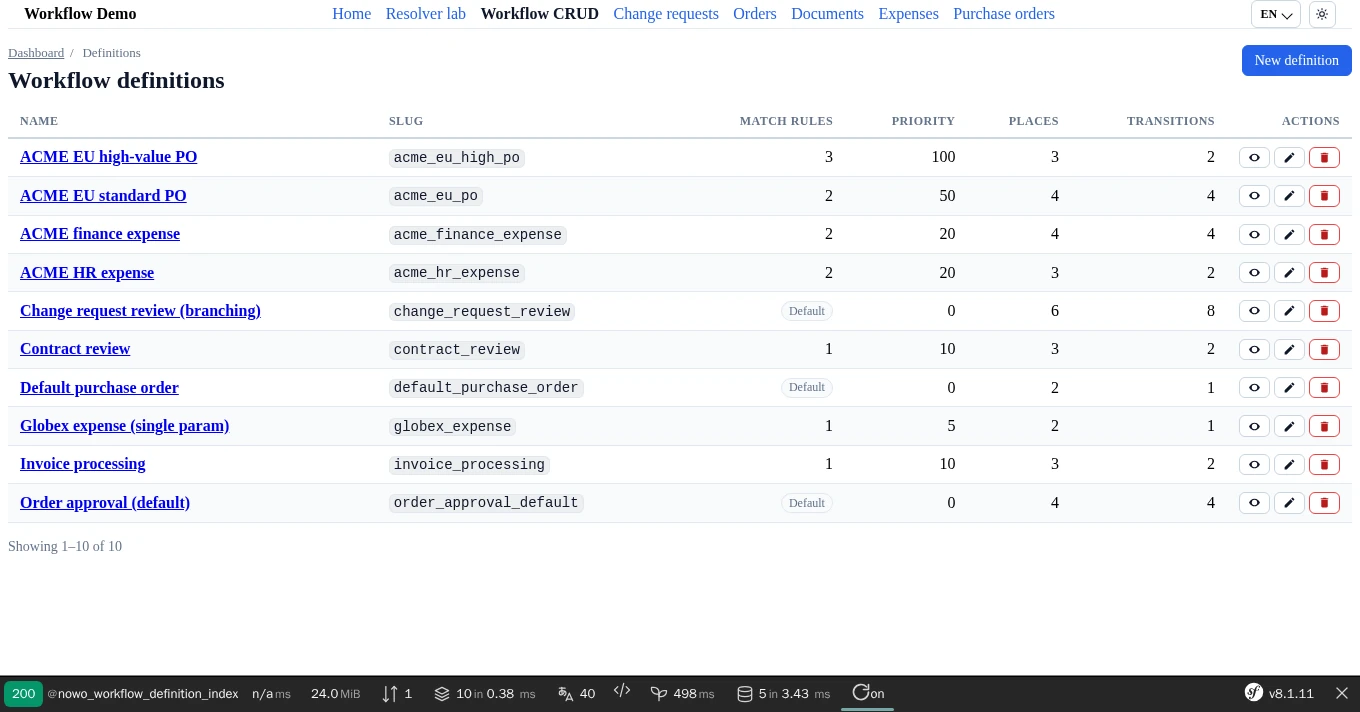 Workflow Demo Home Resolver lab Workflow CRUD Change requests Orders Documents Expenses Purchase orders EN
Dashboard / Definitions
New definition
Workflow definitions
NAME SLUG MATCH RULES PRIORITY PLACES TRANSITIONS ACTIONS
ACME EU high-value PO acme_eu_high_po 3 100 3 2
ACME EU standard PO acme_eu_po 2 50 4 4
ACME finance expense acme_finance_expense 2 20 4 4
ACME HR expense acme_hr_expense 2 20 3 2
Change request review (branching) change_request_review Default 0 6 8
Contract review contract_review 1 10 3 2
Default purchase order default_purchase_order Default 0 2 1
Globex expense (single param) globex_expense 1 5 2 1
Invoice processing invoice_processing 1 10 3 2
Order approval (default) order_approval_default Default 0 4 4
Showing 1–10 of 10
200 @nowo_workflow_definition_index n/a ms 24.0 MiB 1 10 in 0.38 ms 40 498 ms 5 in 3.43 ms on sf v8.1.11